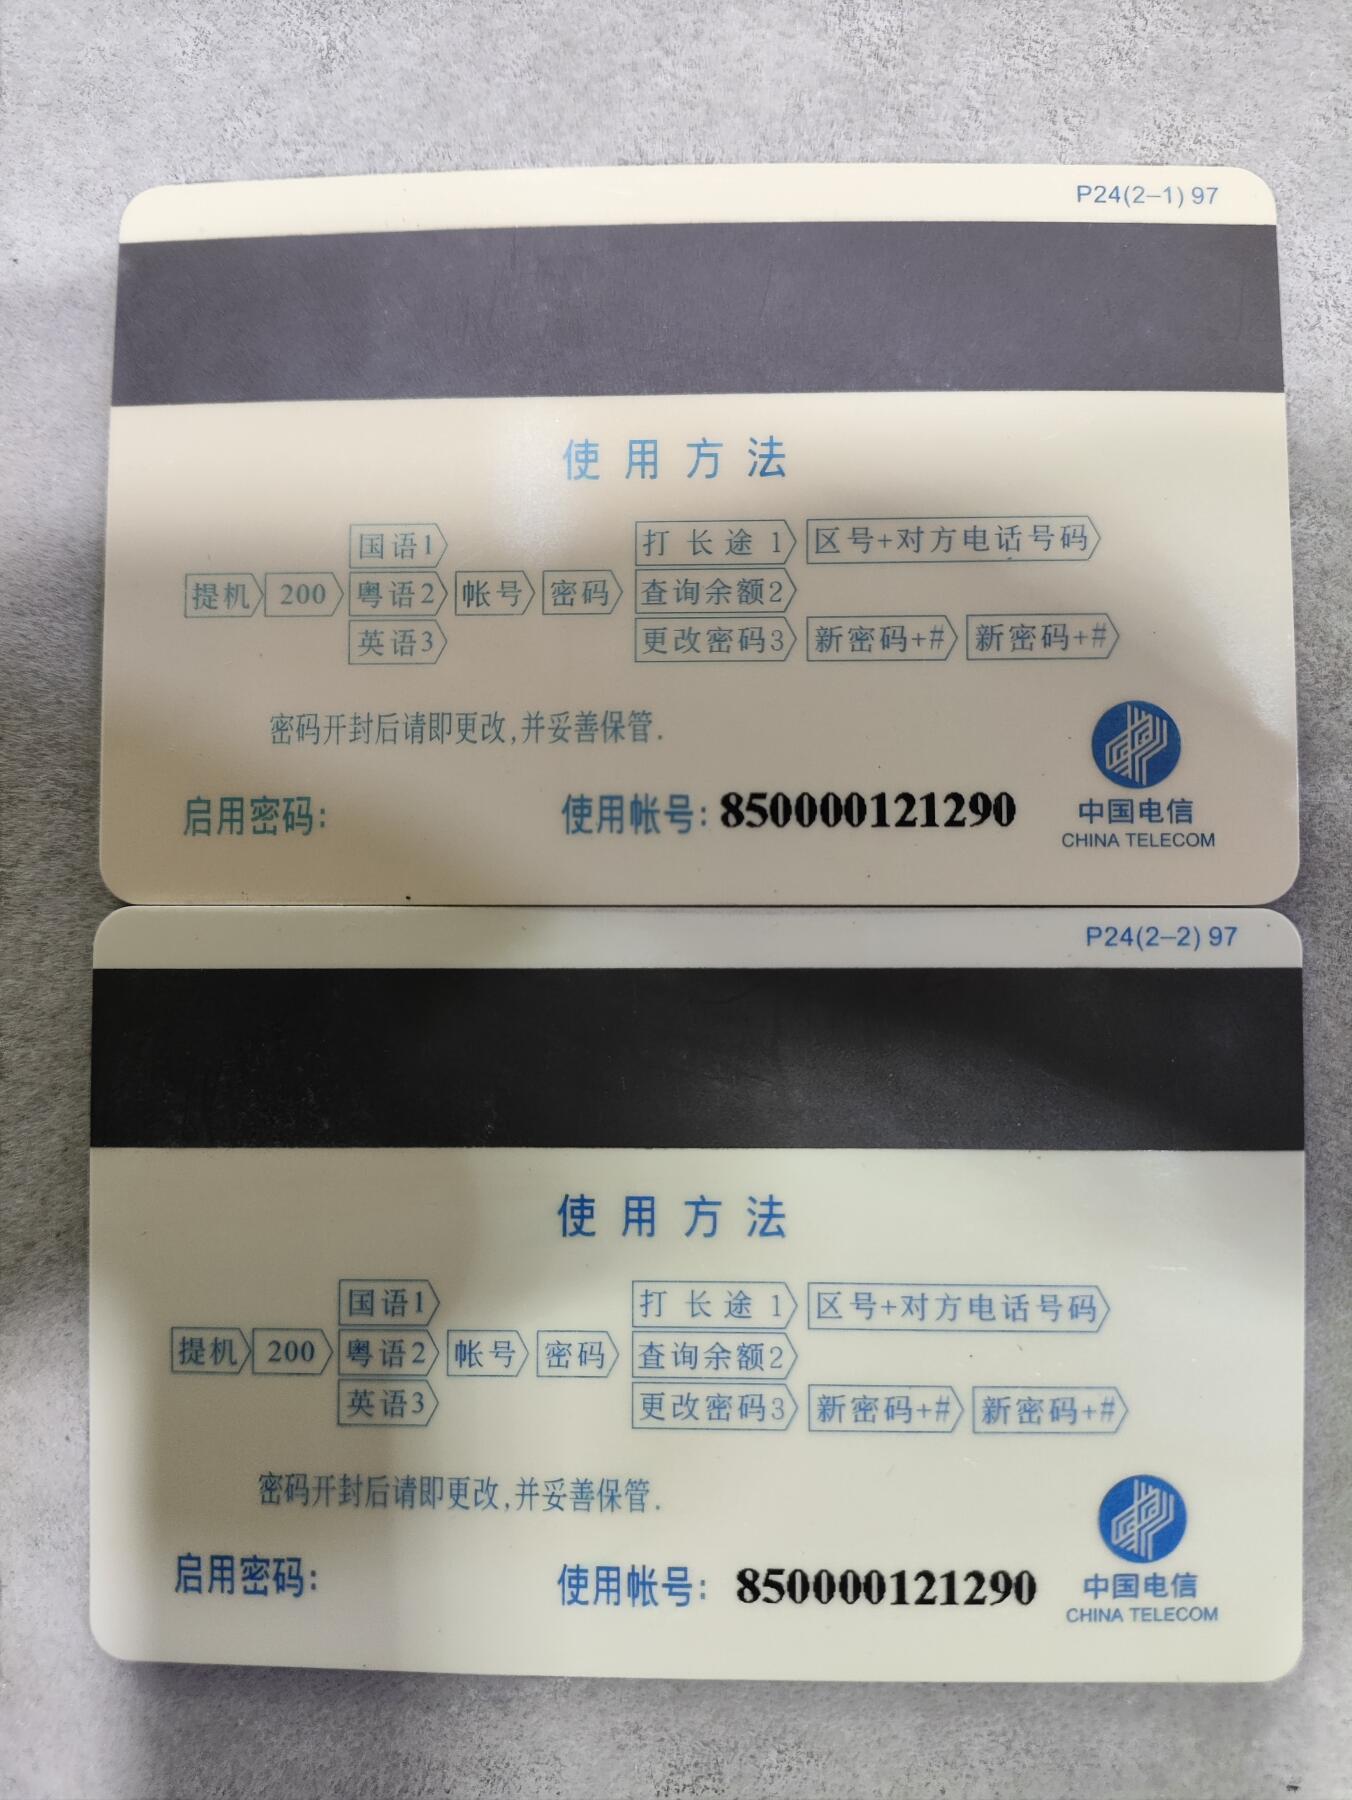 P24(2-1) 97
使用方法
国语1 打长途1 区号+对方电话号码
提机 200 粤语2 帐号 密码 查询余额2
英语3 更改密码3 新密码+# 新密码+#
密码开封后请即更改,并妥善保管.
启用密码: 使用帐号: 850000121290
中国电信
CHINA TELECOM
P24(2-2) 97
使用方法
国语1 打长途1 区号+对方电话号码
提机 200 粤语2 帐号 密码 查询余额2
英语3 更改密码3 新密码+# 新密码+#
密码开封后请即更改,并妥善保管.
启用密码: 使用帐号: 850000121290
中国电信
CHINA TELECOM